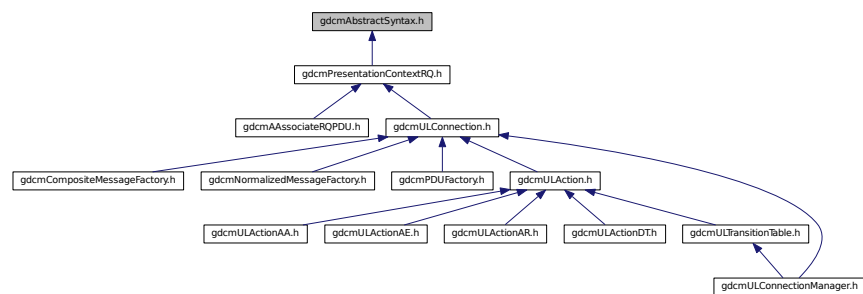 gdcmAbstractSyntax.h
gdcmPresentationContextRQ.h
gdcmAAssociateRQPDU.h
gdcmULConnection.h
gdcmCompositeMessageFactory.h
gdcmNormalizedMessageFactory.h
gdcmPDUFactory.h
gdcmULAction.h
gdcmULActionAA.h
gdcmULActionAE.h
gdcmULActionAR.h
gdcmULActionDT.h
gdcmULTransitionTable.h
gdcmULConnectionManager.h